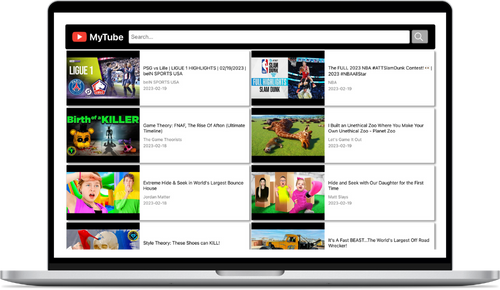 MyTube
Search...
LIGUE 1
PSG vs Lille | LIGUE 1 HIGHLIGHTS | 02/19/2023 |
beIN SPORTS USA
beIN SPORTS USA
2023-02-19
SLAM
DUNK
HIGHLIGHTS
SLAM DUNK
The FULL 2023 NBA #ATTSlamDunk Contest! 👀 |
2023 #NBAAllStar
NBA
2023-02-19
Birth of a KILLER
Game Theory: FNAF, The Rise Of Afton (Ultimate
Timeline)
The Game Theorists
2023-02-19
I Built an Unethical Zoo Where You Make Your
Own Unethical Zoo - Planet Zoo
Let's Game It Out
2023-02-19
Extreme Hide & Seek in World's Largest Bounce
House
Jordan Matter
2023-02-18
Hide and Seek with Our Daughter for the First
Time
Matt Slays
2023-02-19
Style Theory: These Shoes can KILL!
It's A Fast BEAST...The World's Largest Off Road
Wrecker!